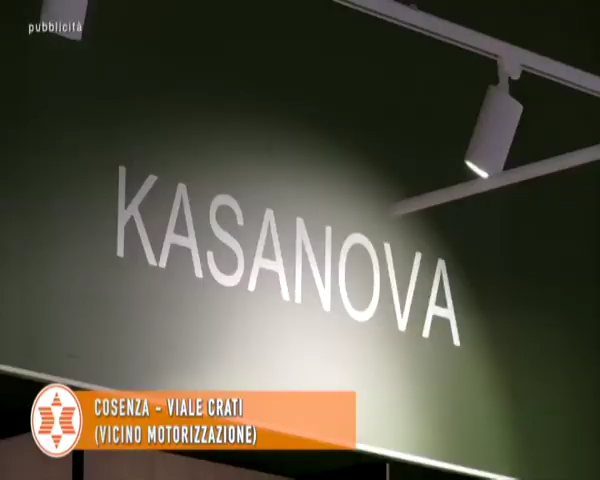 pubblicità
KASANOVA
COSENZA - VIALE CRATI
(VICINO MOTORIZZAZIONE)